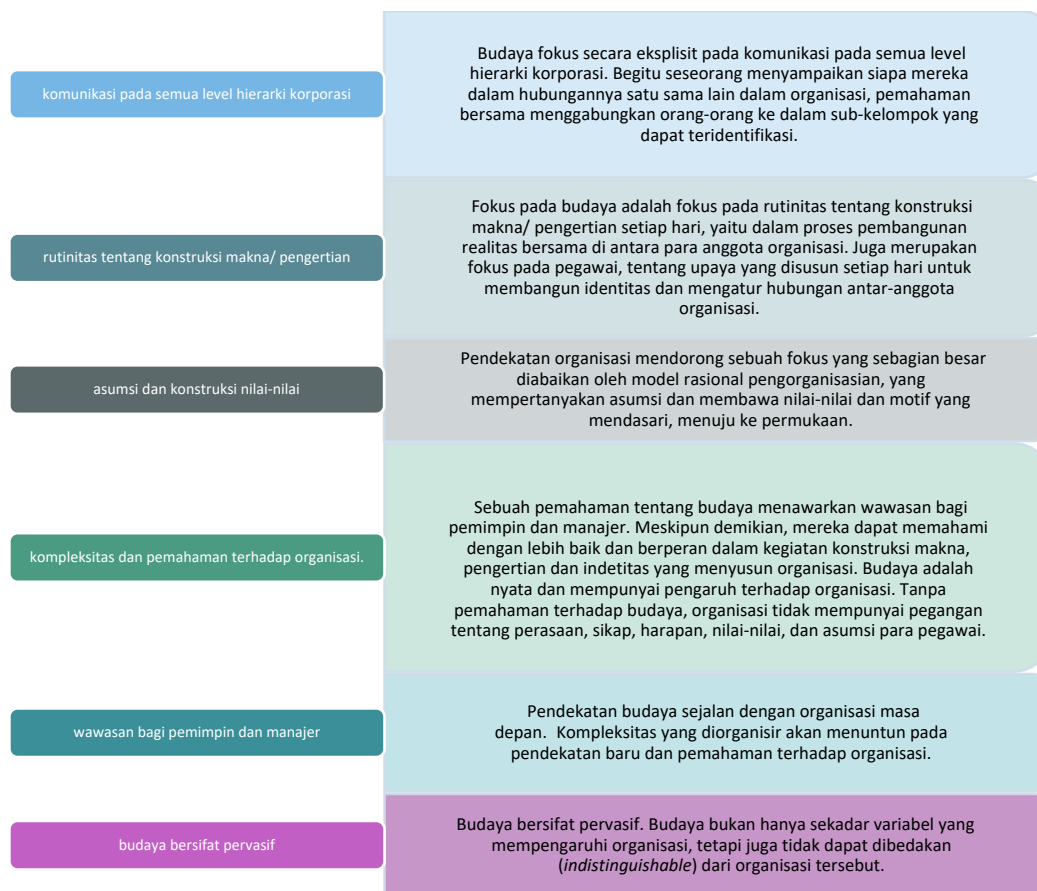 komunikasi pada semua level hierarki korporasi
Budaya fokus secara eksplisit pada komunikasi pada semua level
hierarki korporasi. Begitu seseorang menyampaikan siapa mereka
dalam hubungannya satu sama lain dalam organisasi, pemahaman
bersama menggabungkan orang-orang ke dalam sub-kelompok yang
dapat teridentifikasi.
rutinitas tentang konstruksi makna/ pengertian
Fokus pada budaya adalah fokus pada rutinitas tentang konstruksi
makna/ pengertian setiap hari, yaitu dalam proses pembangunan
realitas bersama di antara para anggota organisasi. Juga merupakan
fokus pada pegawai, tentang upaya yang disusun setiap hari untuk
membangun identitas dan mengatur hubungan antar-anggota
organisasi.
asumsi dan konstruksi nilai-nilai
Pendekatan organisasi mendorong sebuah fokus yang sebagian besar
diabaikan oleh model rasional pengorganisasian, yang
mempertanyakan asumsi dan membawa nilai-nilai dan motif yang
mendasari, menuju ke permukaan.
kompleksitas dan pemahaman terhadap organisasi.
Sebuah pemahaman tentang budaya menawarkan wawasan bagi
pemimpin dan manajer. Meskipun demikian, mereka dapat memahami
dengan lebih baik dan berperan dalam kegiatan konstruksi makna,
pengertian dan indetitas yang menyusun organisasi. Budaya adalah
nyata dan mempunyai pengaruh terhadap organisasi. Tanpa
pemahaman terhadap budaya, organisasi tidak mempunyai pegangan
tentang perasaan, sikap, harapan, nilai-nilai, dan asumsi para pegawai.
wawasan bagi pemimpin dan manajer
Pendekatan budaya sejalan dengan organisasi masa
depan. Kompleksitas yang diorganisir akan menuntun pada
pendekatan baru dan pemahaman terhadap organisasi.
budaya bersifat pervasif
Budaya bersifat pervasif. Budaya bukan hanya sekadar variabel yang
mempengaruhi organisasi, tetapi juga tidak dapat dibedakan
(indistinguishable) dari organisasi tersebut.